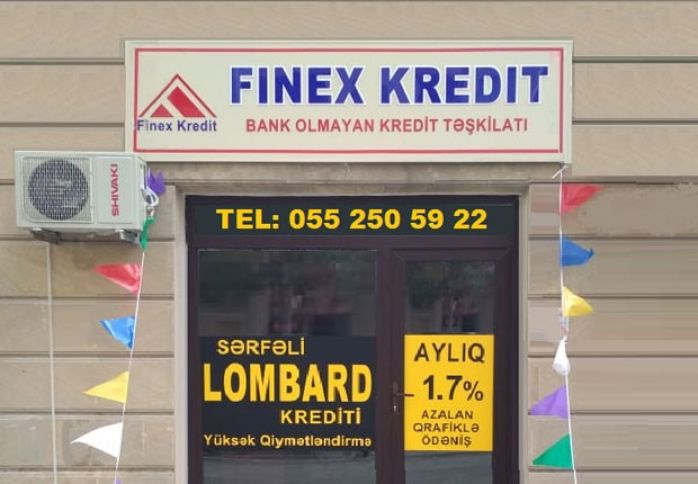 FINEX KREDIT
Finex Kredit
BANK OLMAYAN KREDİT TƏŞKİLATI
SHIVAKI
TEL: 055 250 59 22
SƏRFƏLİ
LOMBARD
KREDİTİ
Yüksək Qiymətləndirmə
AYLIQ
1.7%
AZALAN
QRAFİKLƏ
ÖDƏNİŞ